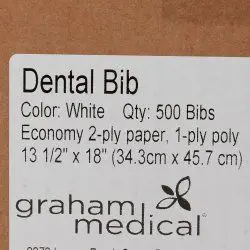 Dental Bib
Color: White Qty: 500 Bibs
Economy 2-ply paper, 1-ply poly
13 1/2" x 18" (34.3cm x 45.7 cm)
graham
medical®